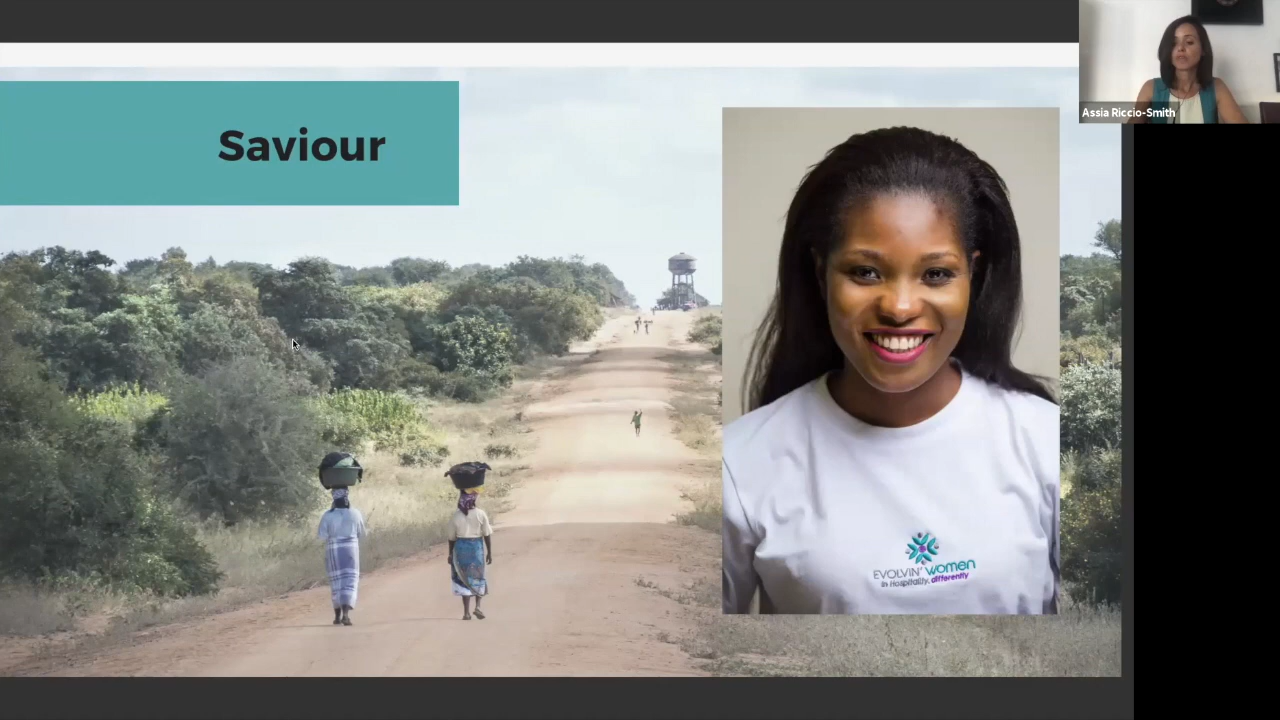 Saviour
Assia Riccio-Smith
EVOLVIN' women
in Hospitality, differently